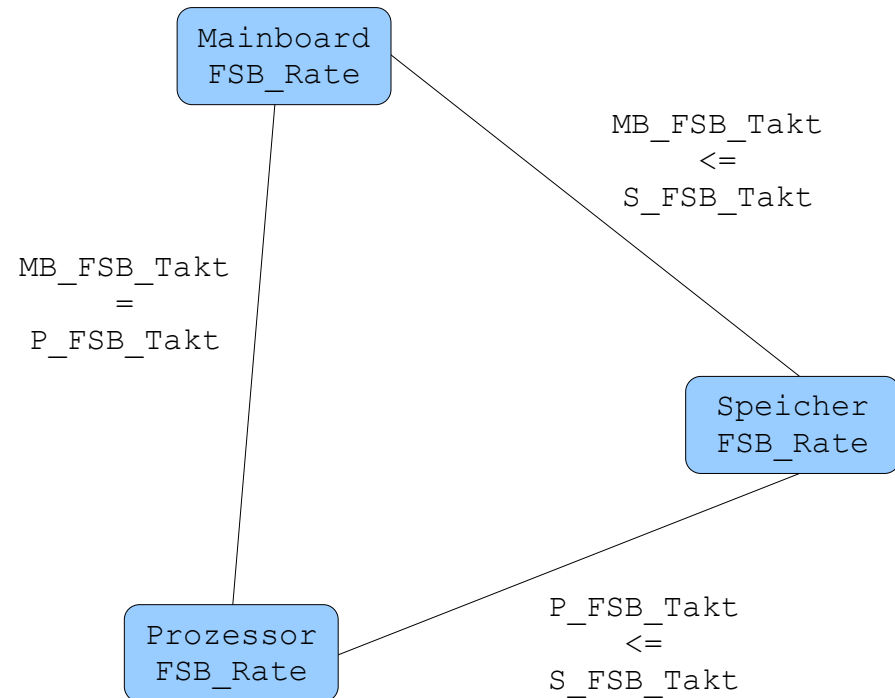 Mainboard
FSB_Rate
MB_FSB_Takt
<=
S_FSB_Takt
MB_FSB_Takt
=
P_FSB_Takt
Speicher
FSB_Rate
Prozessor
FSB_Rate
P_FSB_Takt
<=
S_FSB_Takt